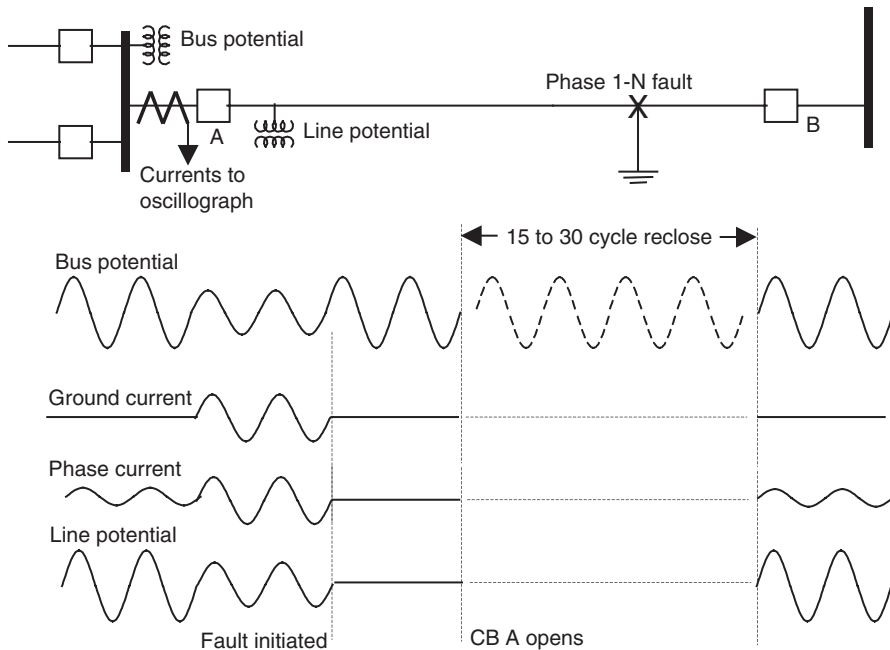 Bus potential
Phase 1-N fault
A
Line potential
B
Currents to
oscillograph
15 to 30 cycle reclose
Bus potential
Ground current
Phase current
Line potential
Fault initiated
CB A opens